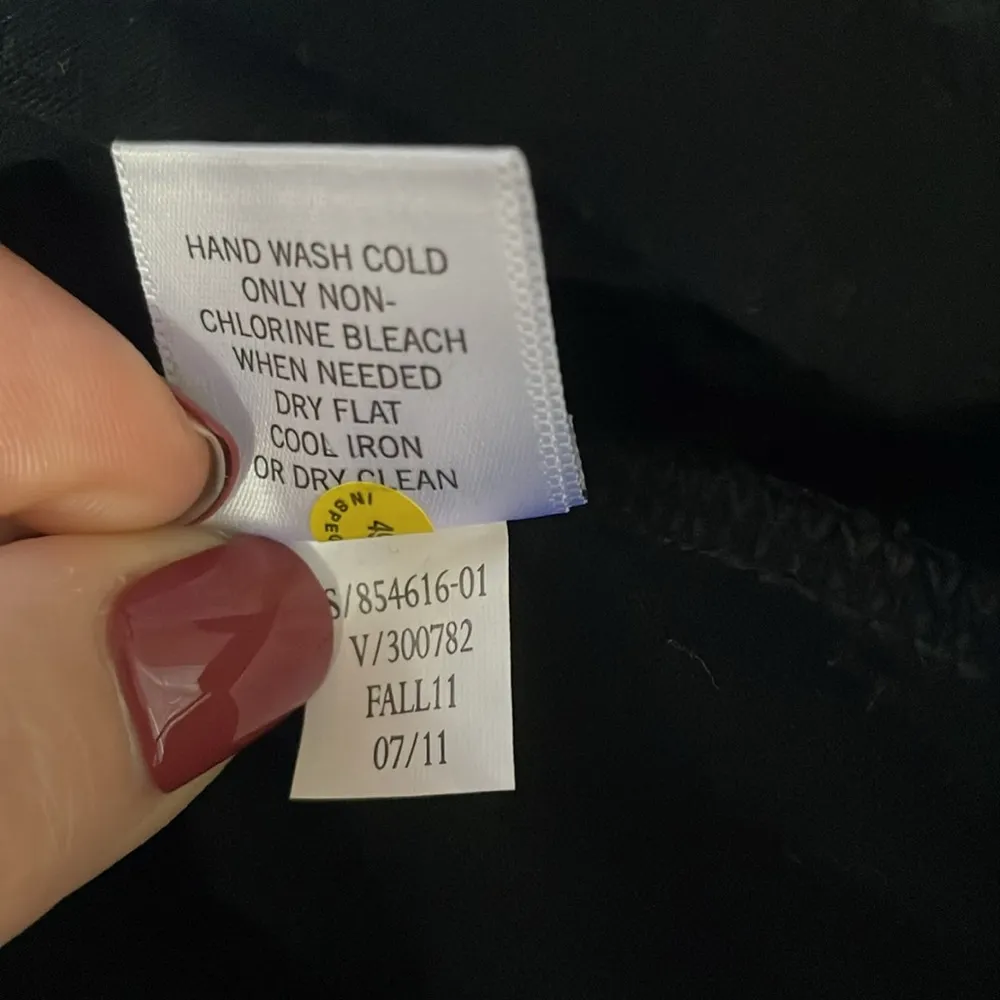 HAND WASH COLD
ONLY NON-
CHLORINE BLEACH
WHEN NEEDED
DRY FLAT
COOL IRON
OR DRY CLEAN
S/854616-01
V/300782
FALL11
07/11